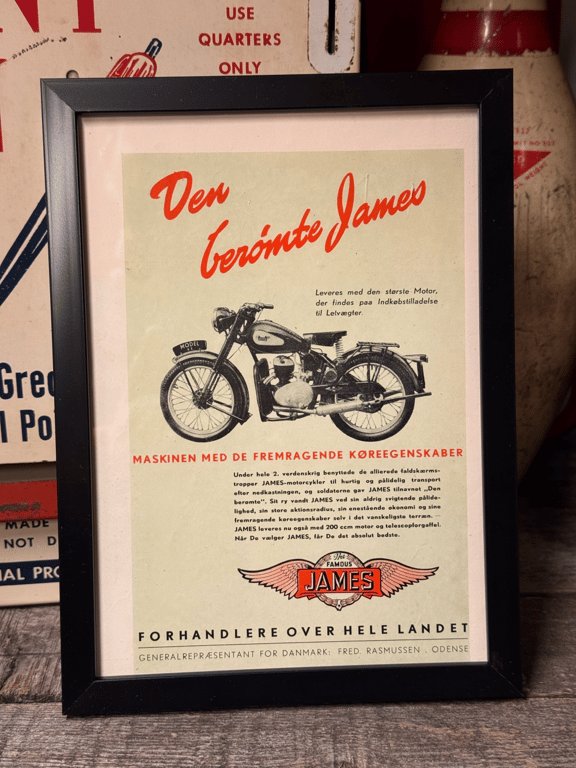 USE
QUARTERS
ONLY
Den
berømte James
Leveres med den største Motor,
der findes paa Indkøbstilladelse
til Letvægter.
MODEL
MASKINEN MED DE FREMRAGENDE KØREEGENSKABER
Under hele 2. verdenskrig benyttede de allierede faldskærms-
tropper JAMES-motorcykler til hurtig og pålidelig transport
efter nedkastningen, og soldaterne gav JAMES tilnavnet „Den
berømte". Sit ry vandt JAMES ved sin aldrig svigtende pålide-
lighed, sin store aktionsradius, sin enestående økonomi og sine
fremragende køreegenskaber selv i det vanskeligste terræn. —
JAMES leveres nu også med 200 ccm motor og telescopforgaffel.
Når De vælger JAMES, får De det absolut bedste.
The
FAMOUS
JAMES
FORHANDLERE OVER HELE LANDET
GENERALREPRÆSENTANT FOR DANMARK: FRED. RASMUSSEN . ODENSE
MADE
NOT D